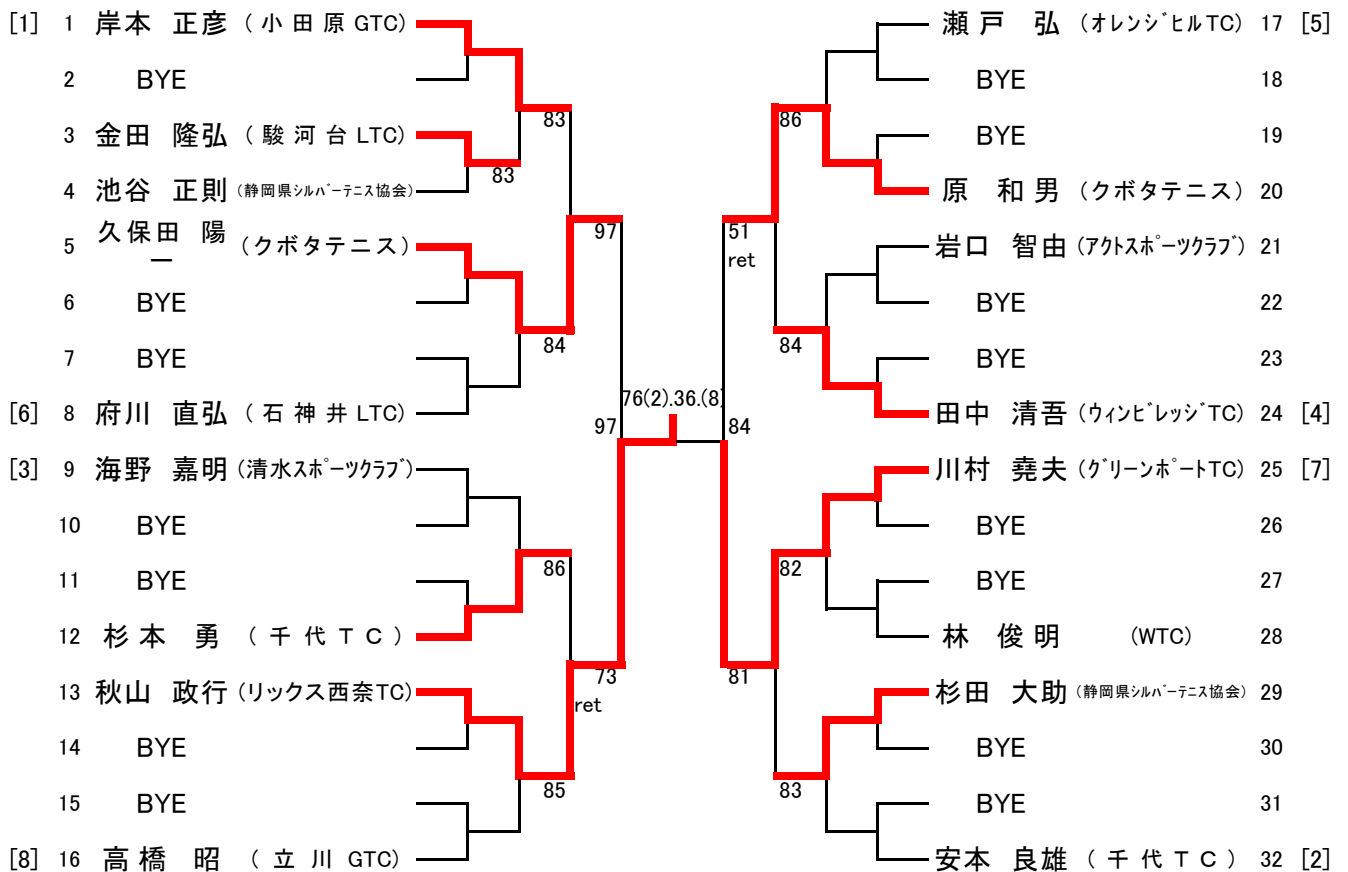 [1] 1 岸本 正彦 (小田原 GTC)
2 BYE
83
3 金田 隆弘 (駿河台 LTC)
83
4 池谷 正則 (静岡県シルバーテニス協会)
久保田 陽
5 一 (クボタテニス)
97
6 BYE
84
7 BYE
[6] 8 府川 直弘 (石神井 LTC)
97
[3] 9 海野 嘉明 (清水スポーツクラブ)
10 BYE
86
11 BYE
12 杉本 勇 (千代TC)
73
ret
13 秋山 政行 (リックス西奈TC)
14 BYE
85
15 BYE
[8] 16 高橋 昭 (立川 GTC)
76(2).36.(8)
瀬戸 弘 (オレンジヒルTC) 17 [5]
BYE 18
86
BYE 19
原 和男 (クボタテニス) 20
51
ret
岩口 智由 (アクトスポーツクラブ) 21
BYE 22
84
BYE 23
田中 清吾 (ウィンビレッジTC) 24 [4]
84
川村 堯夫 (グリーンポートTC) 25 [7]
BYE 26
82
BYE 27
林 俊明 (WTC) 28
81
杉田 大助 (静岡県シルバーテニス協会) 29
BYE 30
83
BYE 31
安本 良雄 (千代TC) 32 [2]